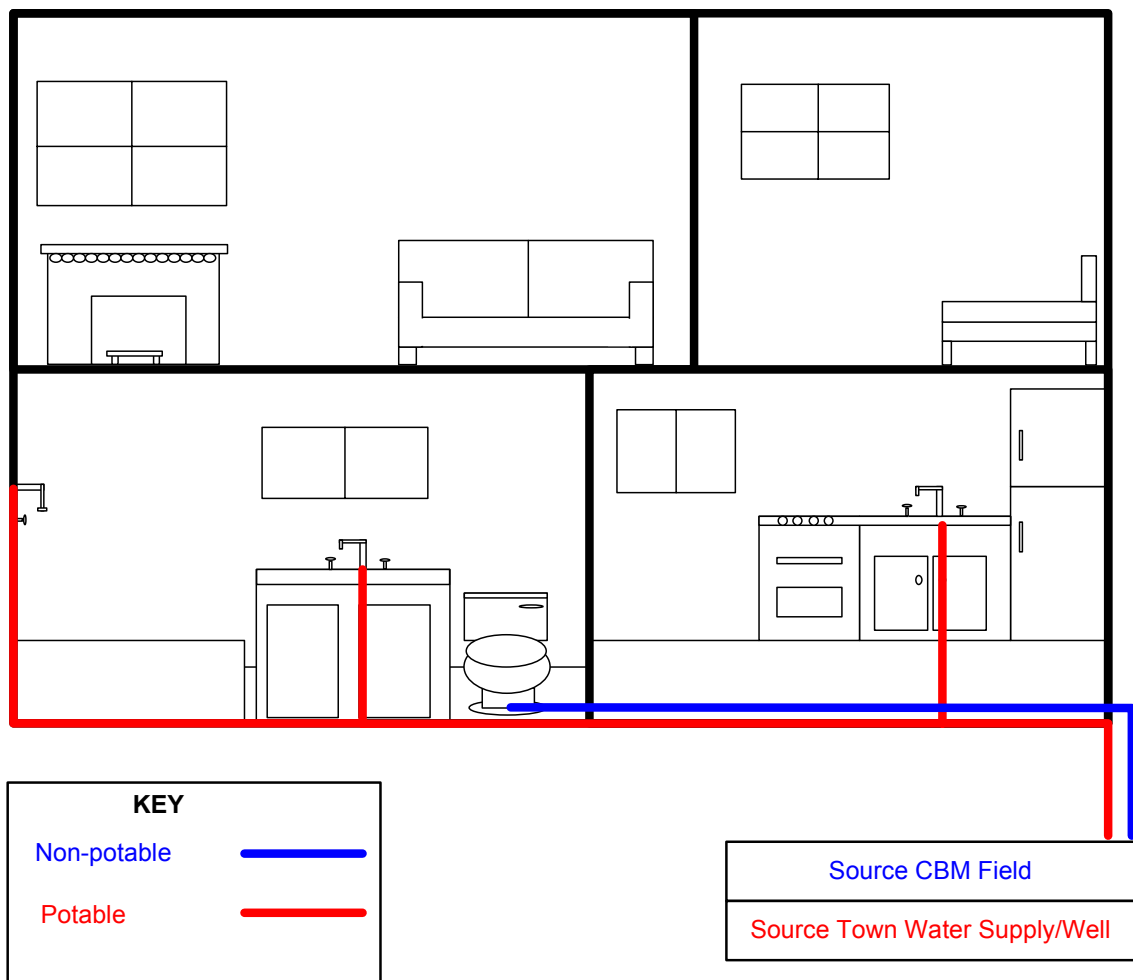 KEY
Non-potable
Potable
Source CBM Field
Source Town Water Supply/Well